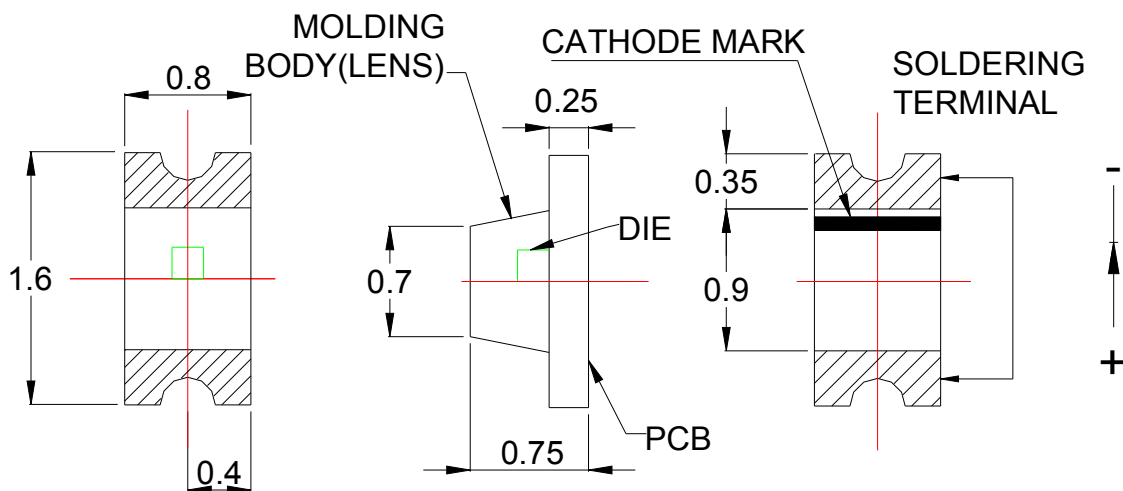 MOLDING
BODY(LENS)
CATHODE MARK
SOLDERING
TERMINAL
0.8
0.25
0.35
-
DIE
1.6
0.7
0.9
+
PCB
0.75
0.4